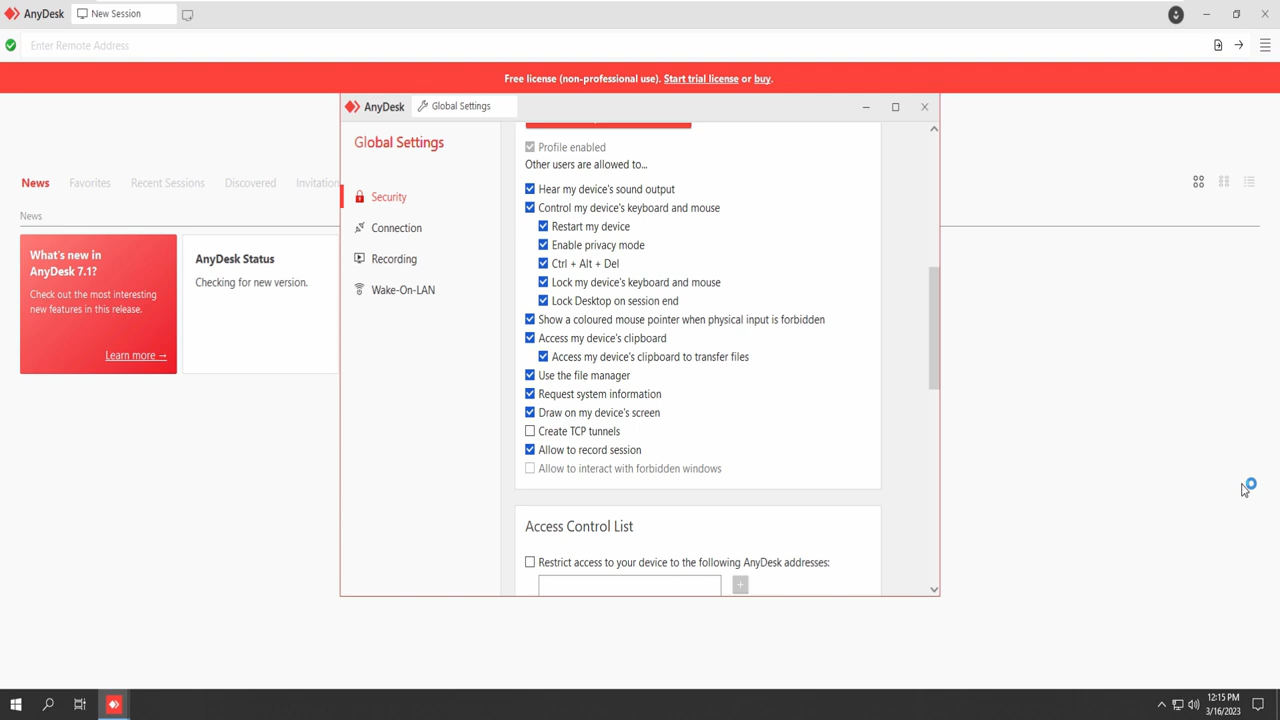 AnyDesk
New Session
Enter Remote Address
Free license (non-professional use). Start trial license or buy.
AnyDesk
Global Settings
News
Favorites
Recent Sessions
Discovered
Invitation
News
What's new in
AnyDesk 7.1?
Check out the most interesting
new features in this release.
Learn more →
AnyDesk Status
Checking for new version.
Global Settings
Security
Connection
Recording
Wake-On-LAN
Profile enabled
Other users are allowed to...
Hear my device's sound output
Control my device's keyboard and mouse
Restart my device
Enable privacy mode
Ctrl + Alt + Del
Lock my device's keyboard and mouse
Lock Desktop on session end
Show a coloured mouse pointer when physical input is forbidden
Access my device's clipboard
Access my device's clipboard to transfer files
Use the file manager
Request system information
Draw on my device's screen
Create TCP tunnels
Allow to record session
Allow to interact with forbidden windows
Access Control List
Restrict access to your device to the following AnyDesk addresses:
12:15 PM
3/16/2023